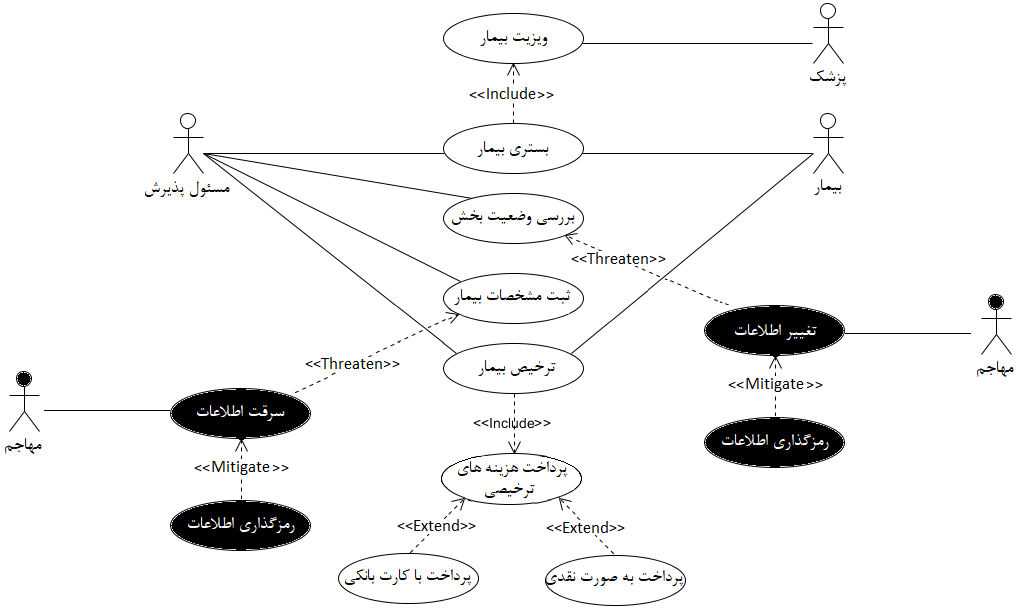 ویزیت بیمار
پزشک
<<Include>>
بستری بیمار
مسئول پذیرش
بیمار
بررسی وضعیت بخش
<<Threaten>>
ثبت مشخصات بیمار
تغییر اطلاعات
<<Threaten>>
ترخیص بیمار
مهاجم
<<Mitigate>>
سرقت اطلاعات
مهاجم
<<Include>>
رمزگذاری اطلاعات
<<Mitigate>>
پرداخت هزینه های
ترخیصی
رمزگذاری اطلاعات
<<Extend>>
<<Extend>>
پرداخت با کارت بانکی
پرداخت به صورت نقدی